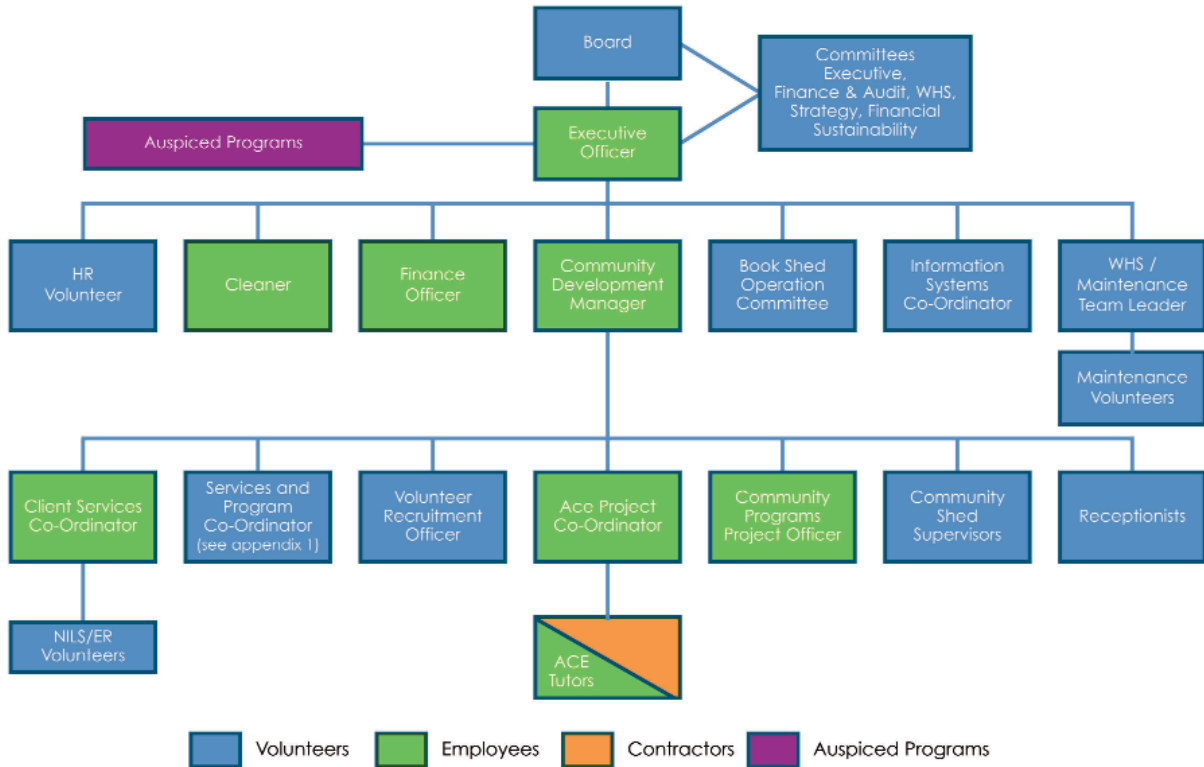 Board
Committees
Executive,
Finance & Audit, WHS,
Strategy, Financial
Sustainability
Auspiced Programs
Executive
Officer
HR
Volunteer
Cleaner
Finance
Officer
Community
Development
Manager
Book Shed
Operation
Committee
Information
Systems
Co-Ordinator
WHS /
Maintenance
Team Leader
Maintenance
Volunteers
Client Services
Co-Ordinator
Services and
Program
Co-Ordinator
(see appendix 1)
Volunteer
Recruitment
Officer
Ace Project
Co-Ordinator
Community
Programs
Project Officer
Community
Shed
Supervisors
Receptionists
NILS/ER
Volunteers
ACE
Tutors
Volunteers
Employees
Contractors
Auspiced Programs